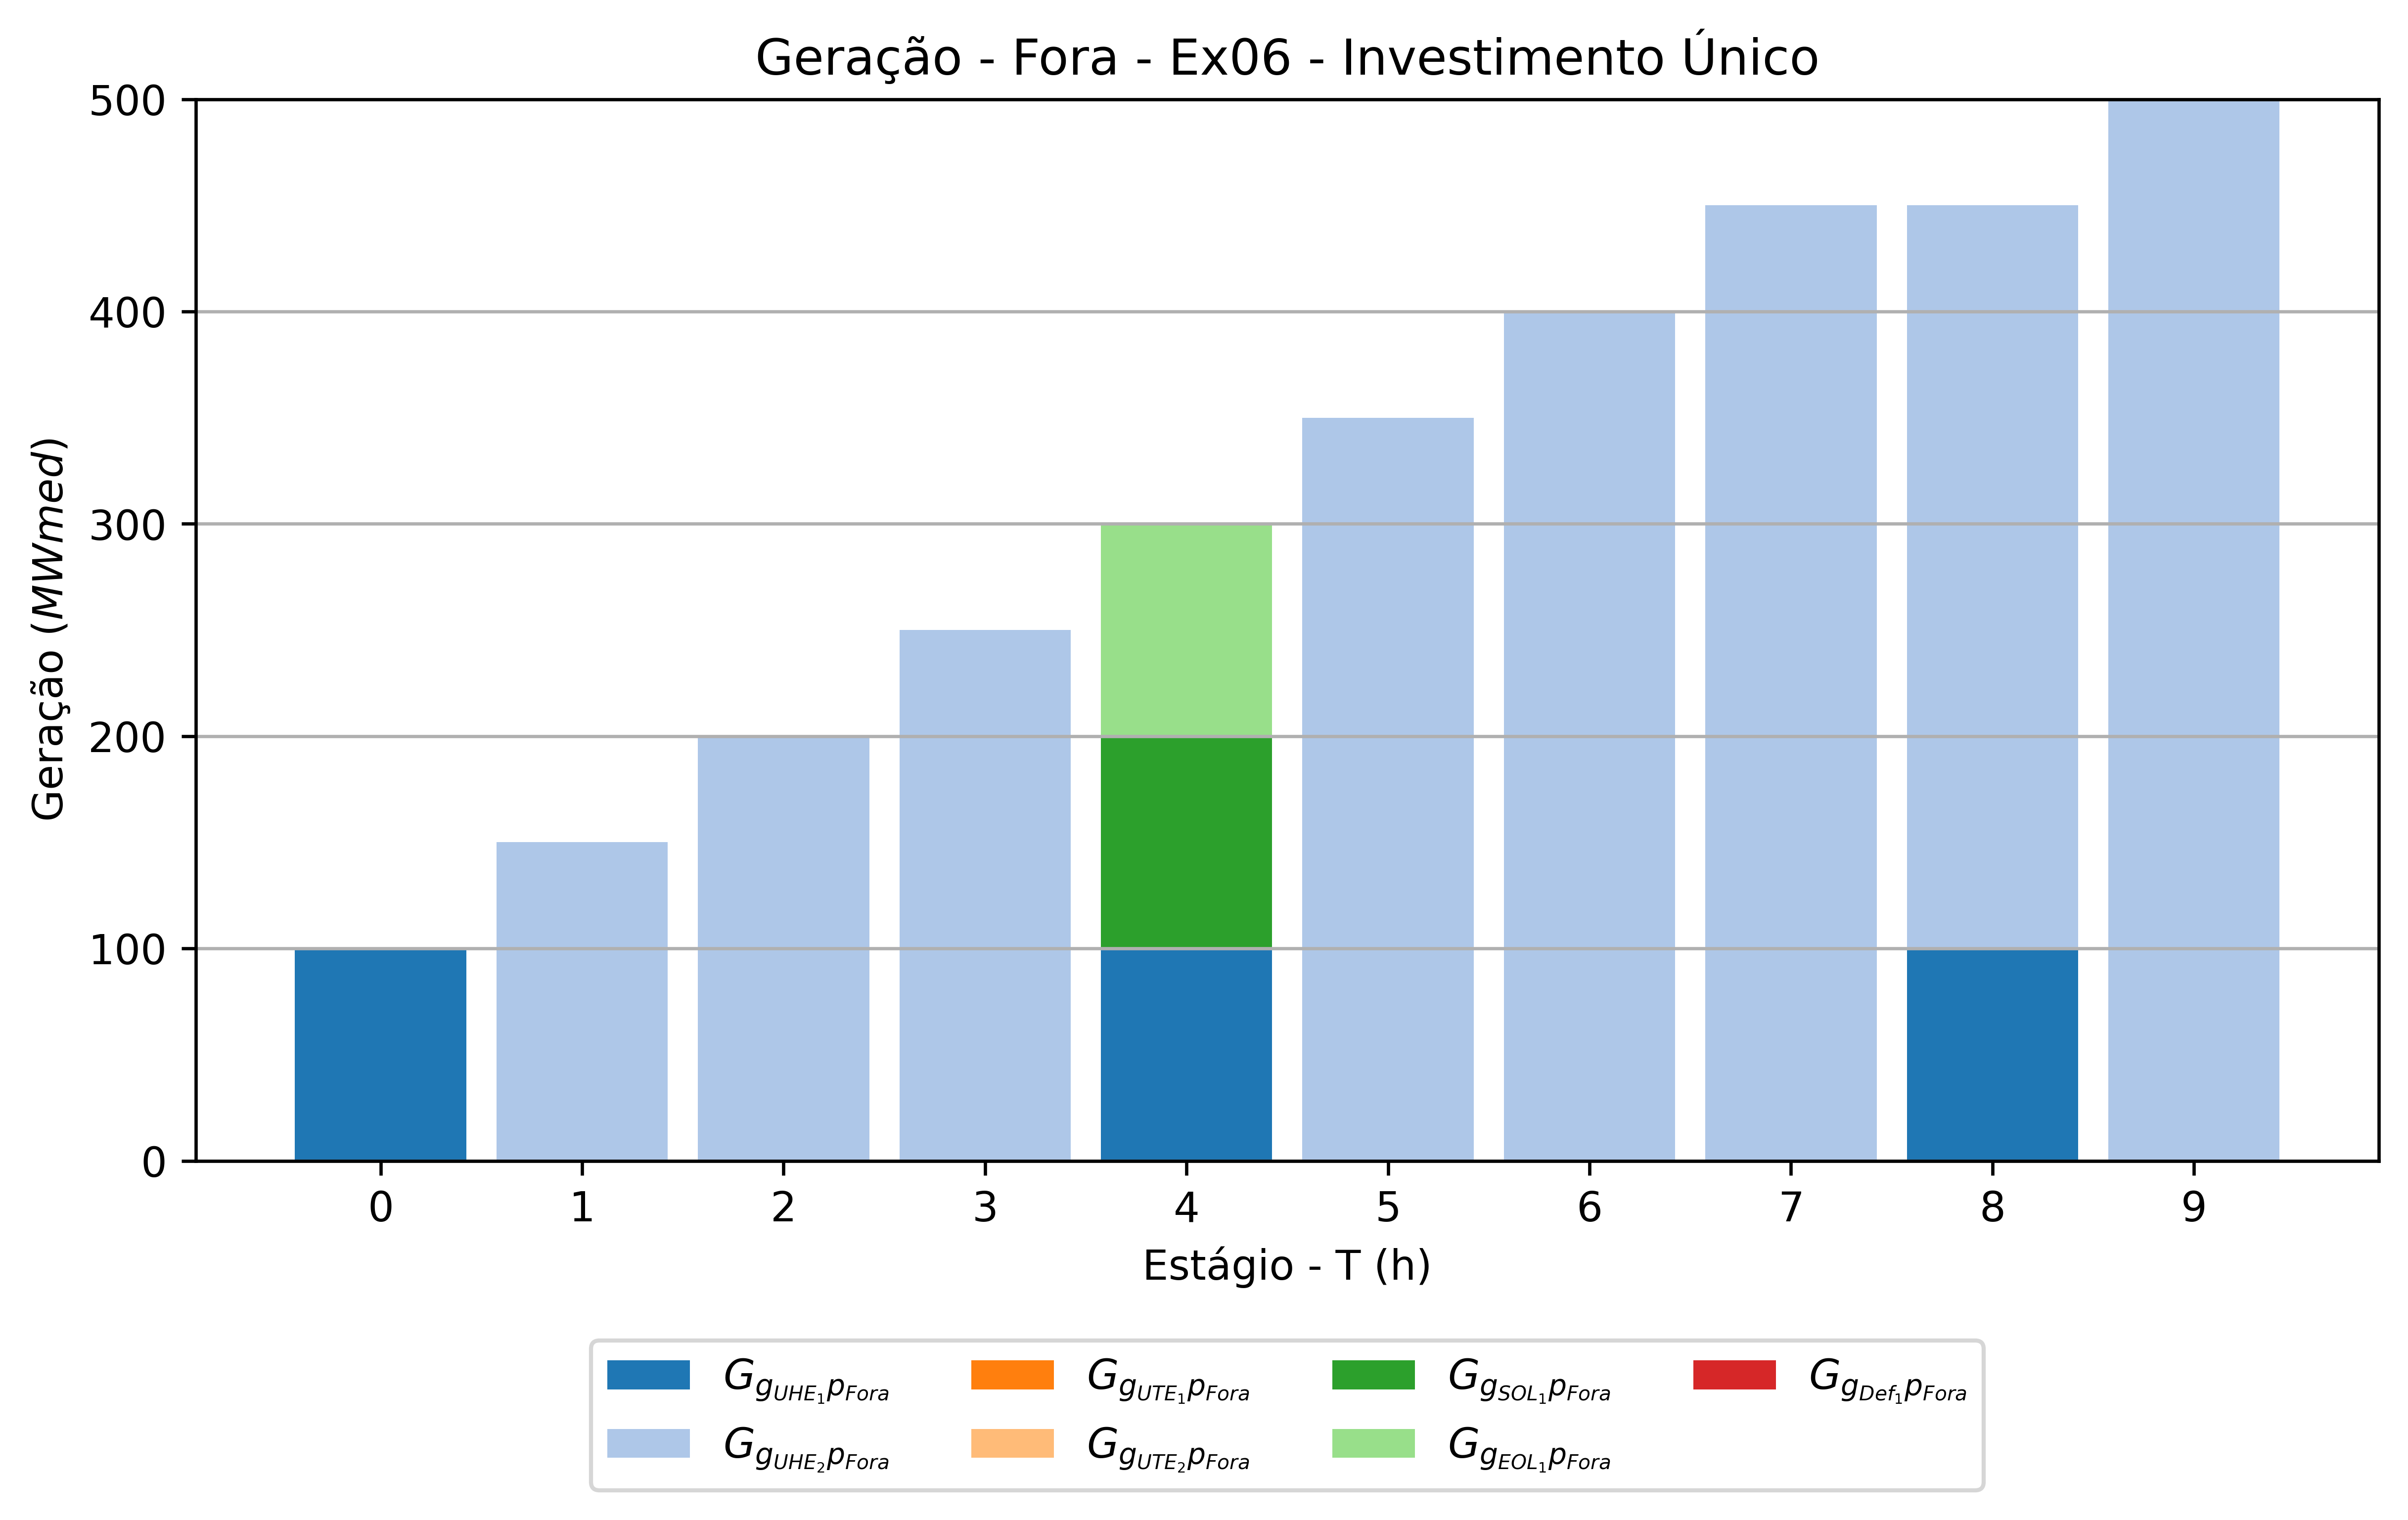 Geração - Fora - Ex06 - Investimento Único
Geração (MWmed)
500
400
300
200
100
0
0 1 2 3 4 5 6 7 8 9
Estágio - T (h)
G_{g_{UHE_1}p_{Fora}} G_{g_{UTE_1}p_{Fora}} G_{g_{SOL_1}p_{Fora}} G_{g_{Def_1}p_{Fora}}
G_{g_{UHE_2}p_{Fora}} G_{g_{UTE_2}p_{Fora}} G_{g_{EOL_1}p_{Fora}}